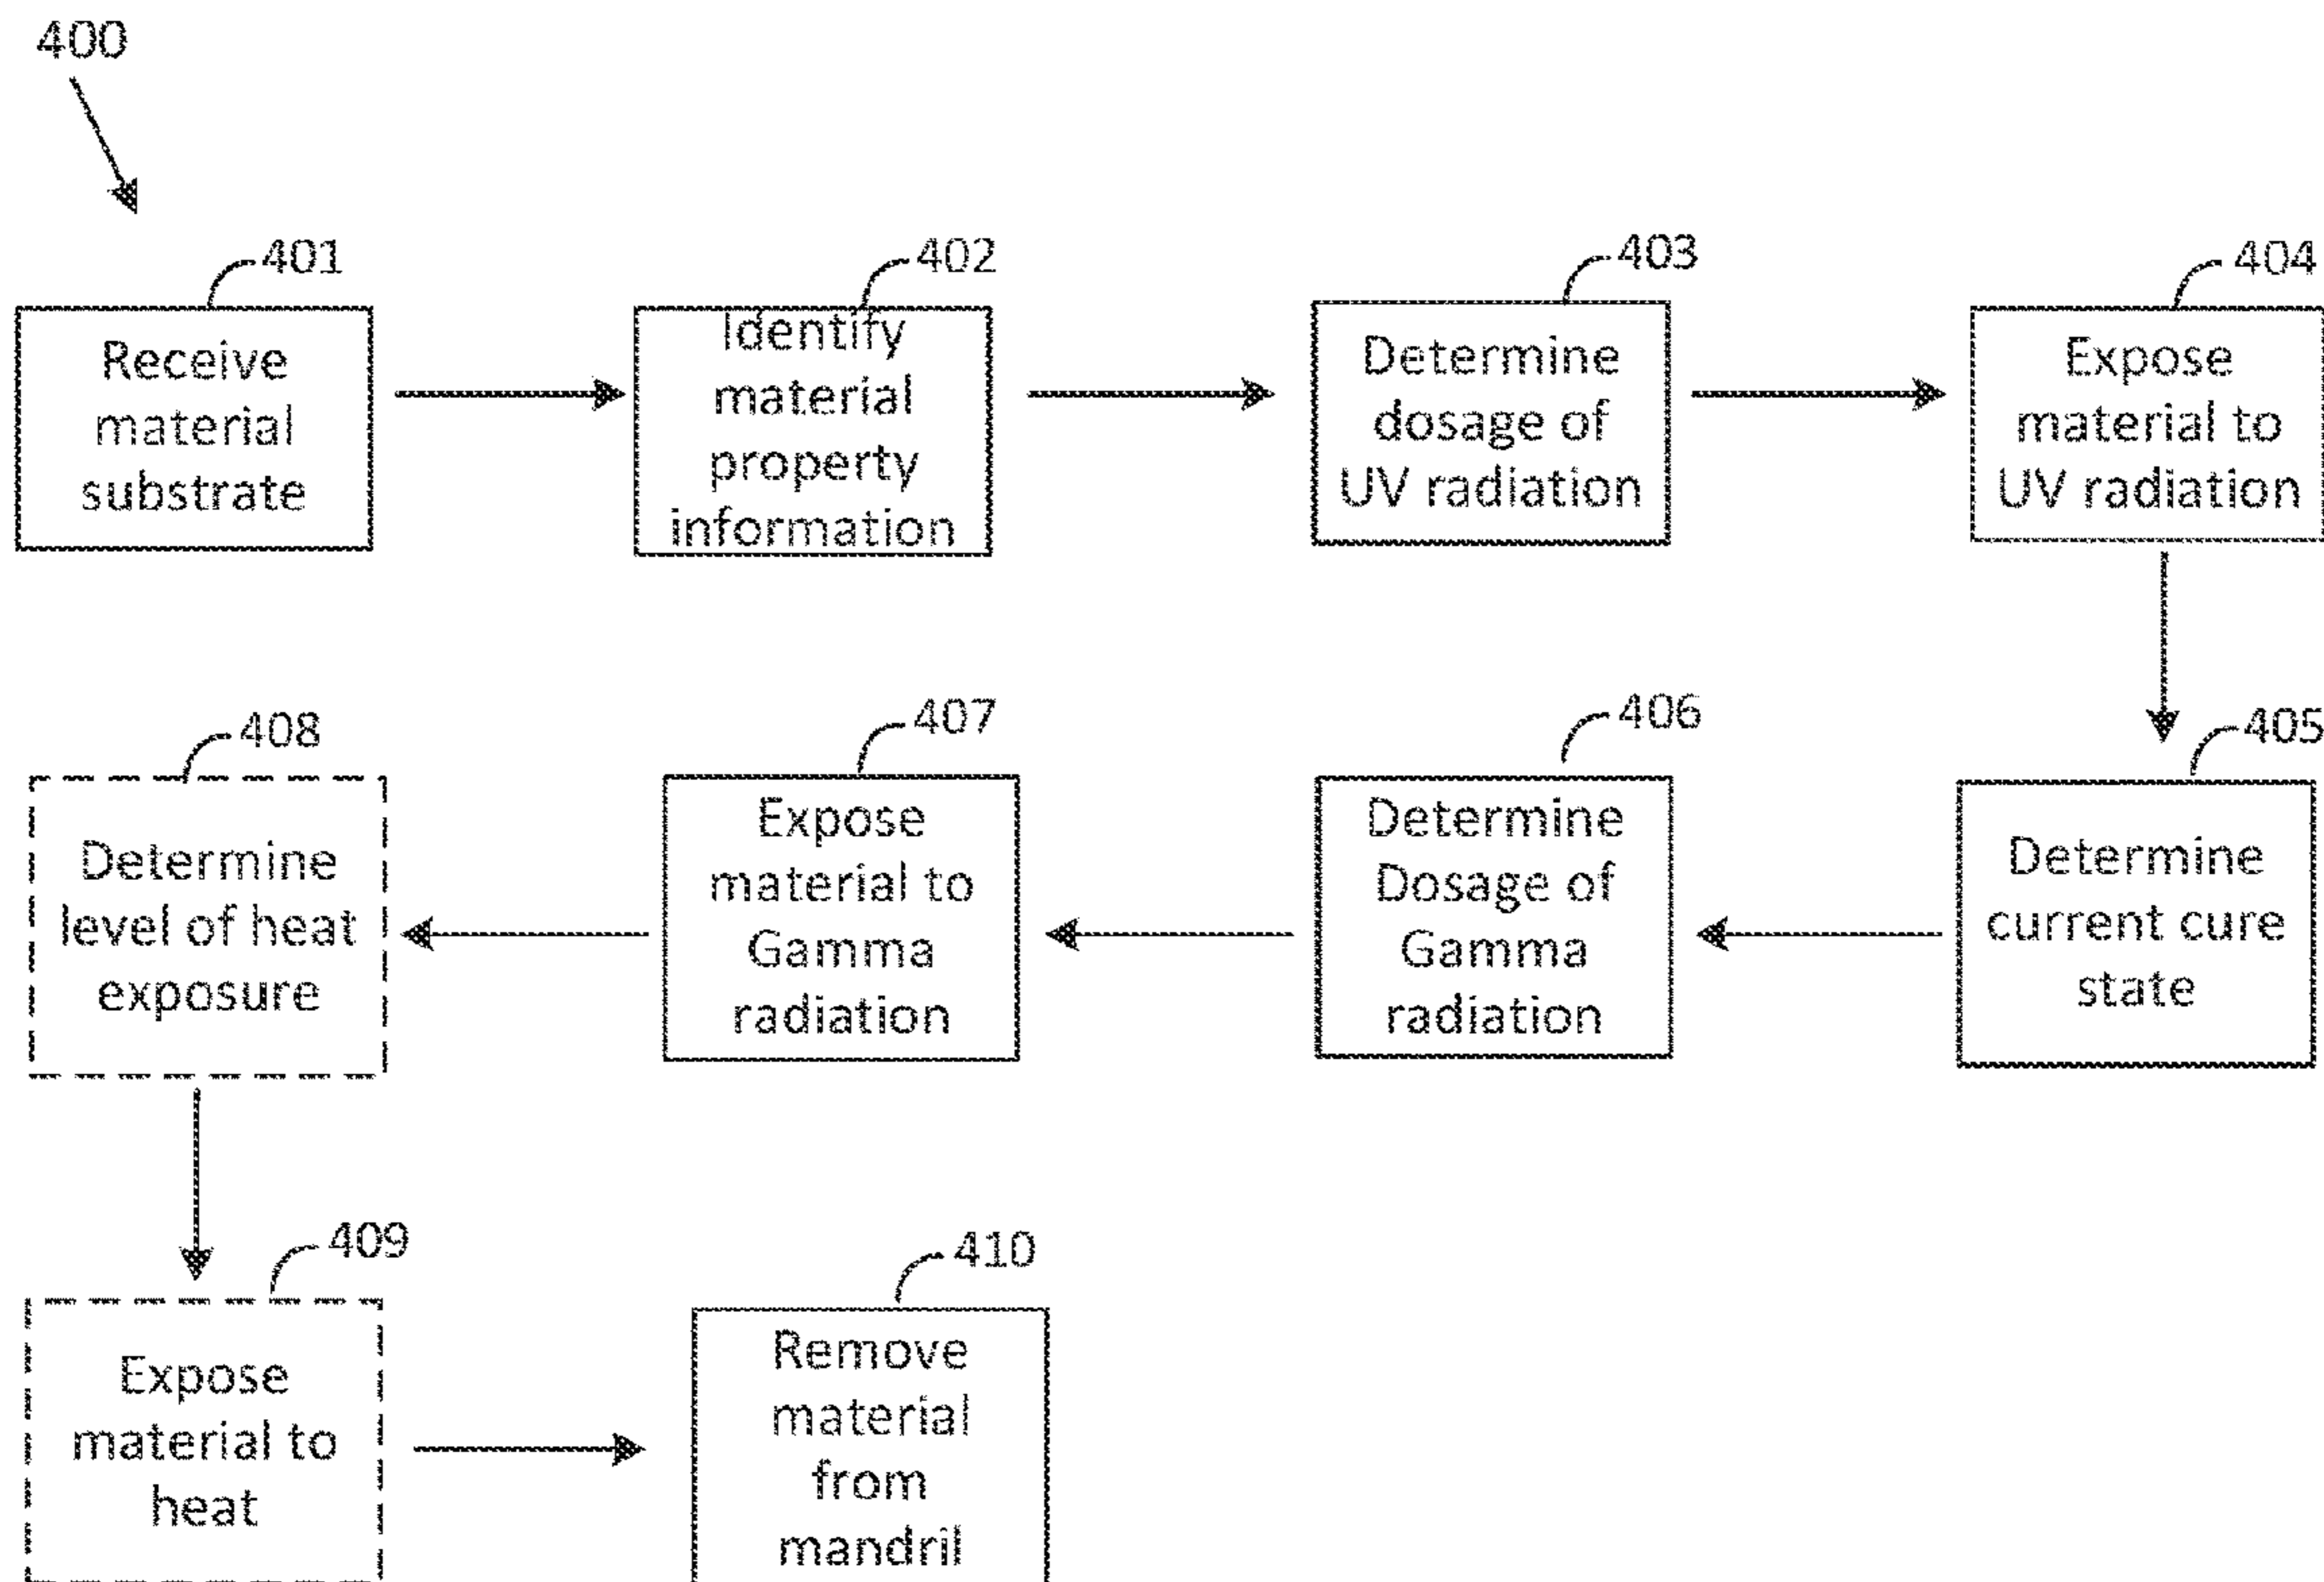 400
401
Receive
material
substrate
402
Identify
material
property
information
403
Determine
dosage of
UV radiation
404
Expose
material to
UV radiation
405
Determine
current cure
state
406
Determine
Dosage of
Gamma
radiation
407
Expose
material to
Gamma
radiation
408
Determine
level of heat
exposure
409
Expose
material to
heat
410
Remove
material
from
mandril